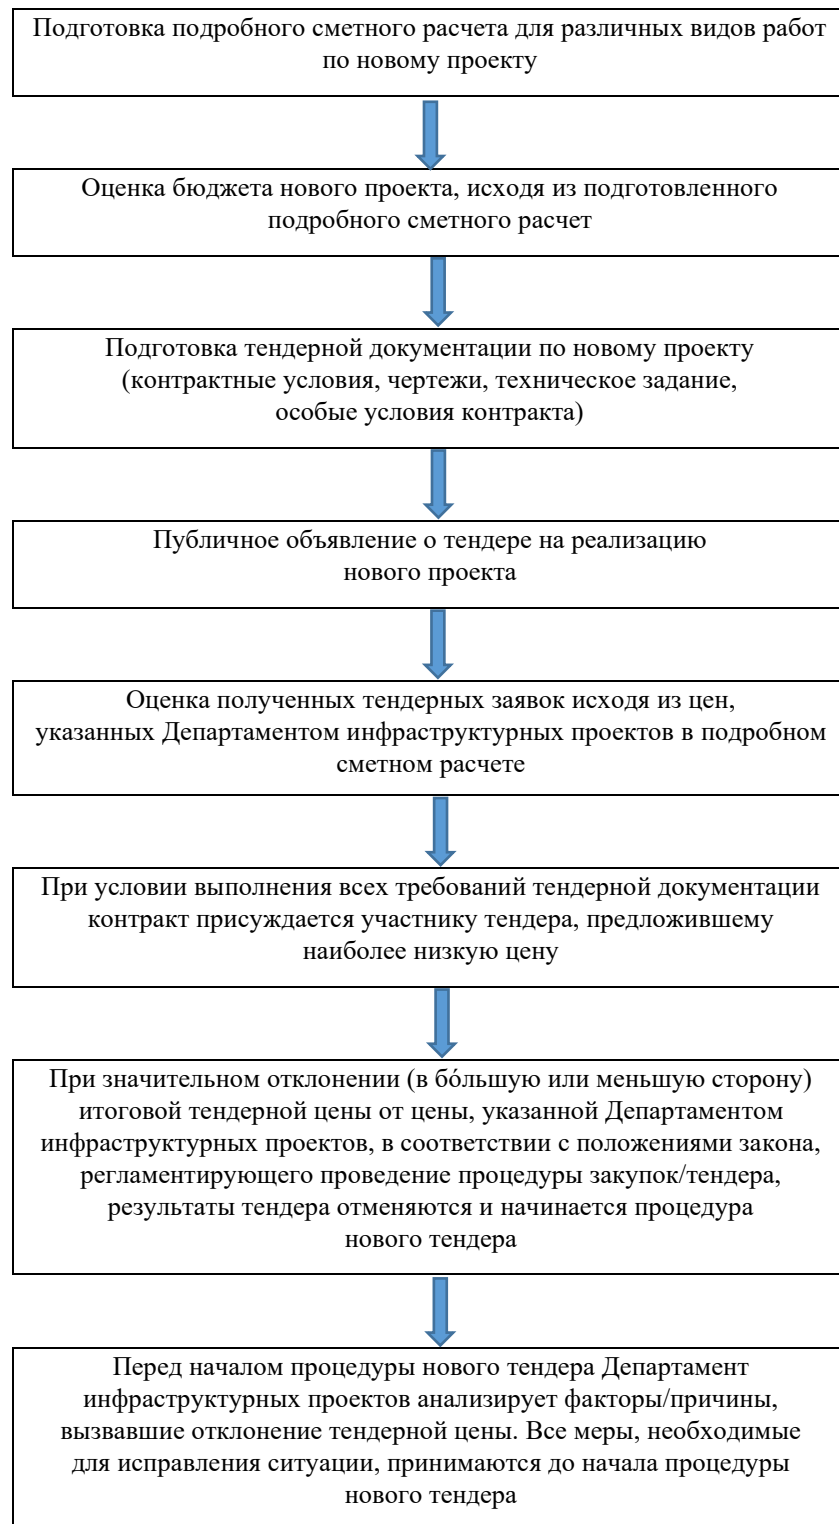 Подготовка подробного сметного расчета для различных видов работ
по новому проекту
Оценка бюджета нового проекта, исходя из подготовленного
подробного сметного расчет
Подготовка тендерной документации по новому проекту
(контрактные условия, чертежи, техническое задание,
особые условия контракта)
Публичное объявление о тендере на реализацию
нового проекта
Оценка полученных тендерных заявок исходя из цен,
указанных Департаментом инфраструктурных проектов в подробном
сметном расчете
При условии выполнения всех требований тендерной документации
контракт присуждается участнику тендера, предложившему
наиболее низкую цену
При значительном отклонении (в бо́льшую или меньшую сторону)
итоговой тендерной цены от цены, указанной Департаментом
инфраструктурных проектов, в соответствии с положениями закона,
регламентирующего проведение процедуры закупок/тендера,
результаты тендера отменяются и начинается процедура
нового тендера
Перед началом процедуры нового тендера Департамент
инфраструктурных проектов анализирует факторы/причины,
вызвавшие отклонение тендерной цены. Все меры, необходимые
для исправления ситуации, принимаются до начала процедуры
нового тендера